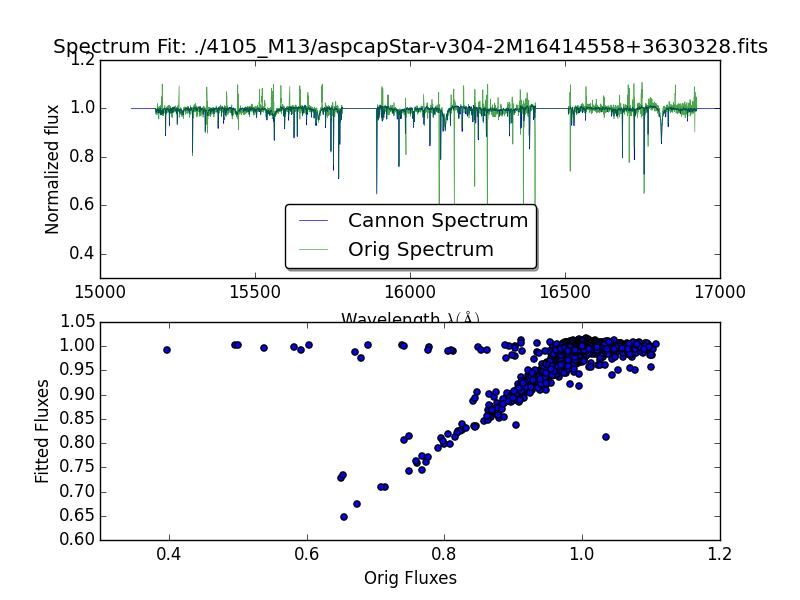 Spectrum Fit: ./4105_M13/aspcapStar-v304-2M16414558+3630328.fits
1.2
1.0
0.8
0.6
0.4
Normalized flux
Cannon Spectrum
Orig Spectrum
15000 15500 16000 16500 17000
Wavelength λ(Å)
1.05
1.00
0.95
0.90
0.85
0.80
0.75
0.70
0.65
0.60
Fitted Fluxes
0.4 0.6 0.8 1.0 1.2
Orig Fluxes